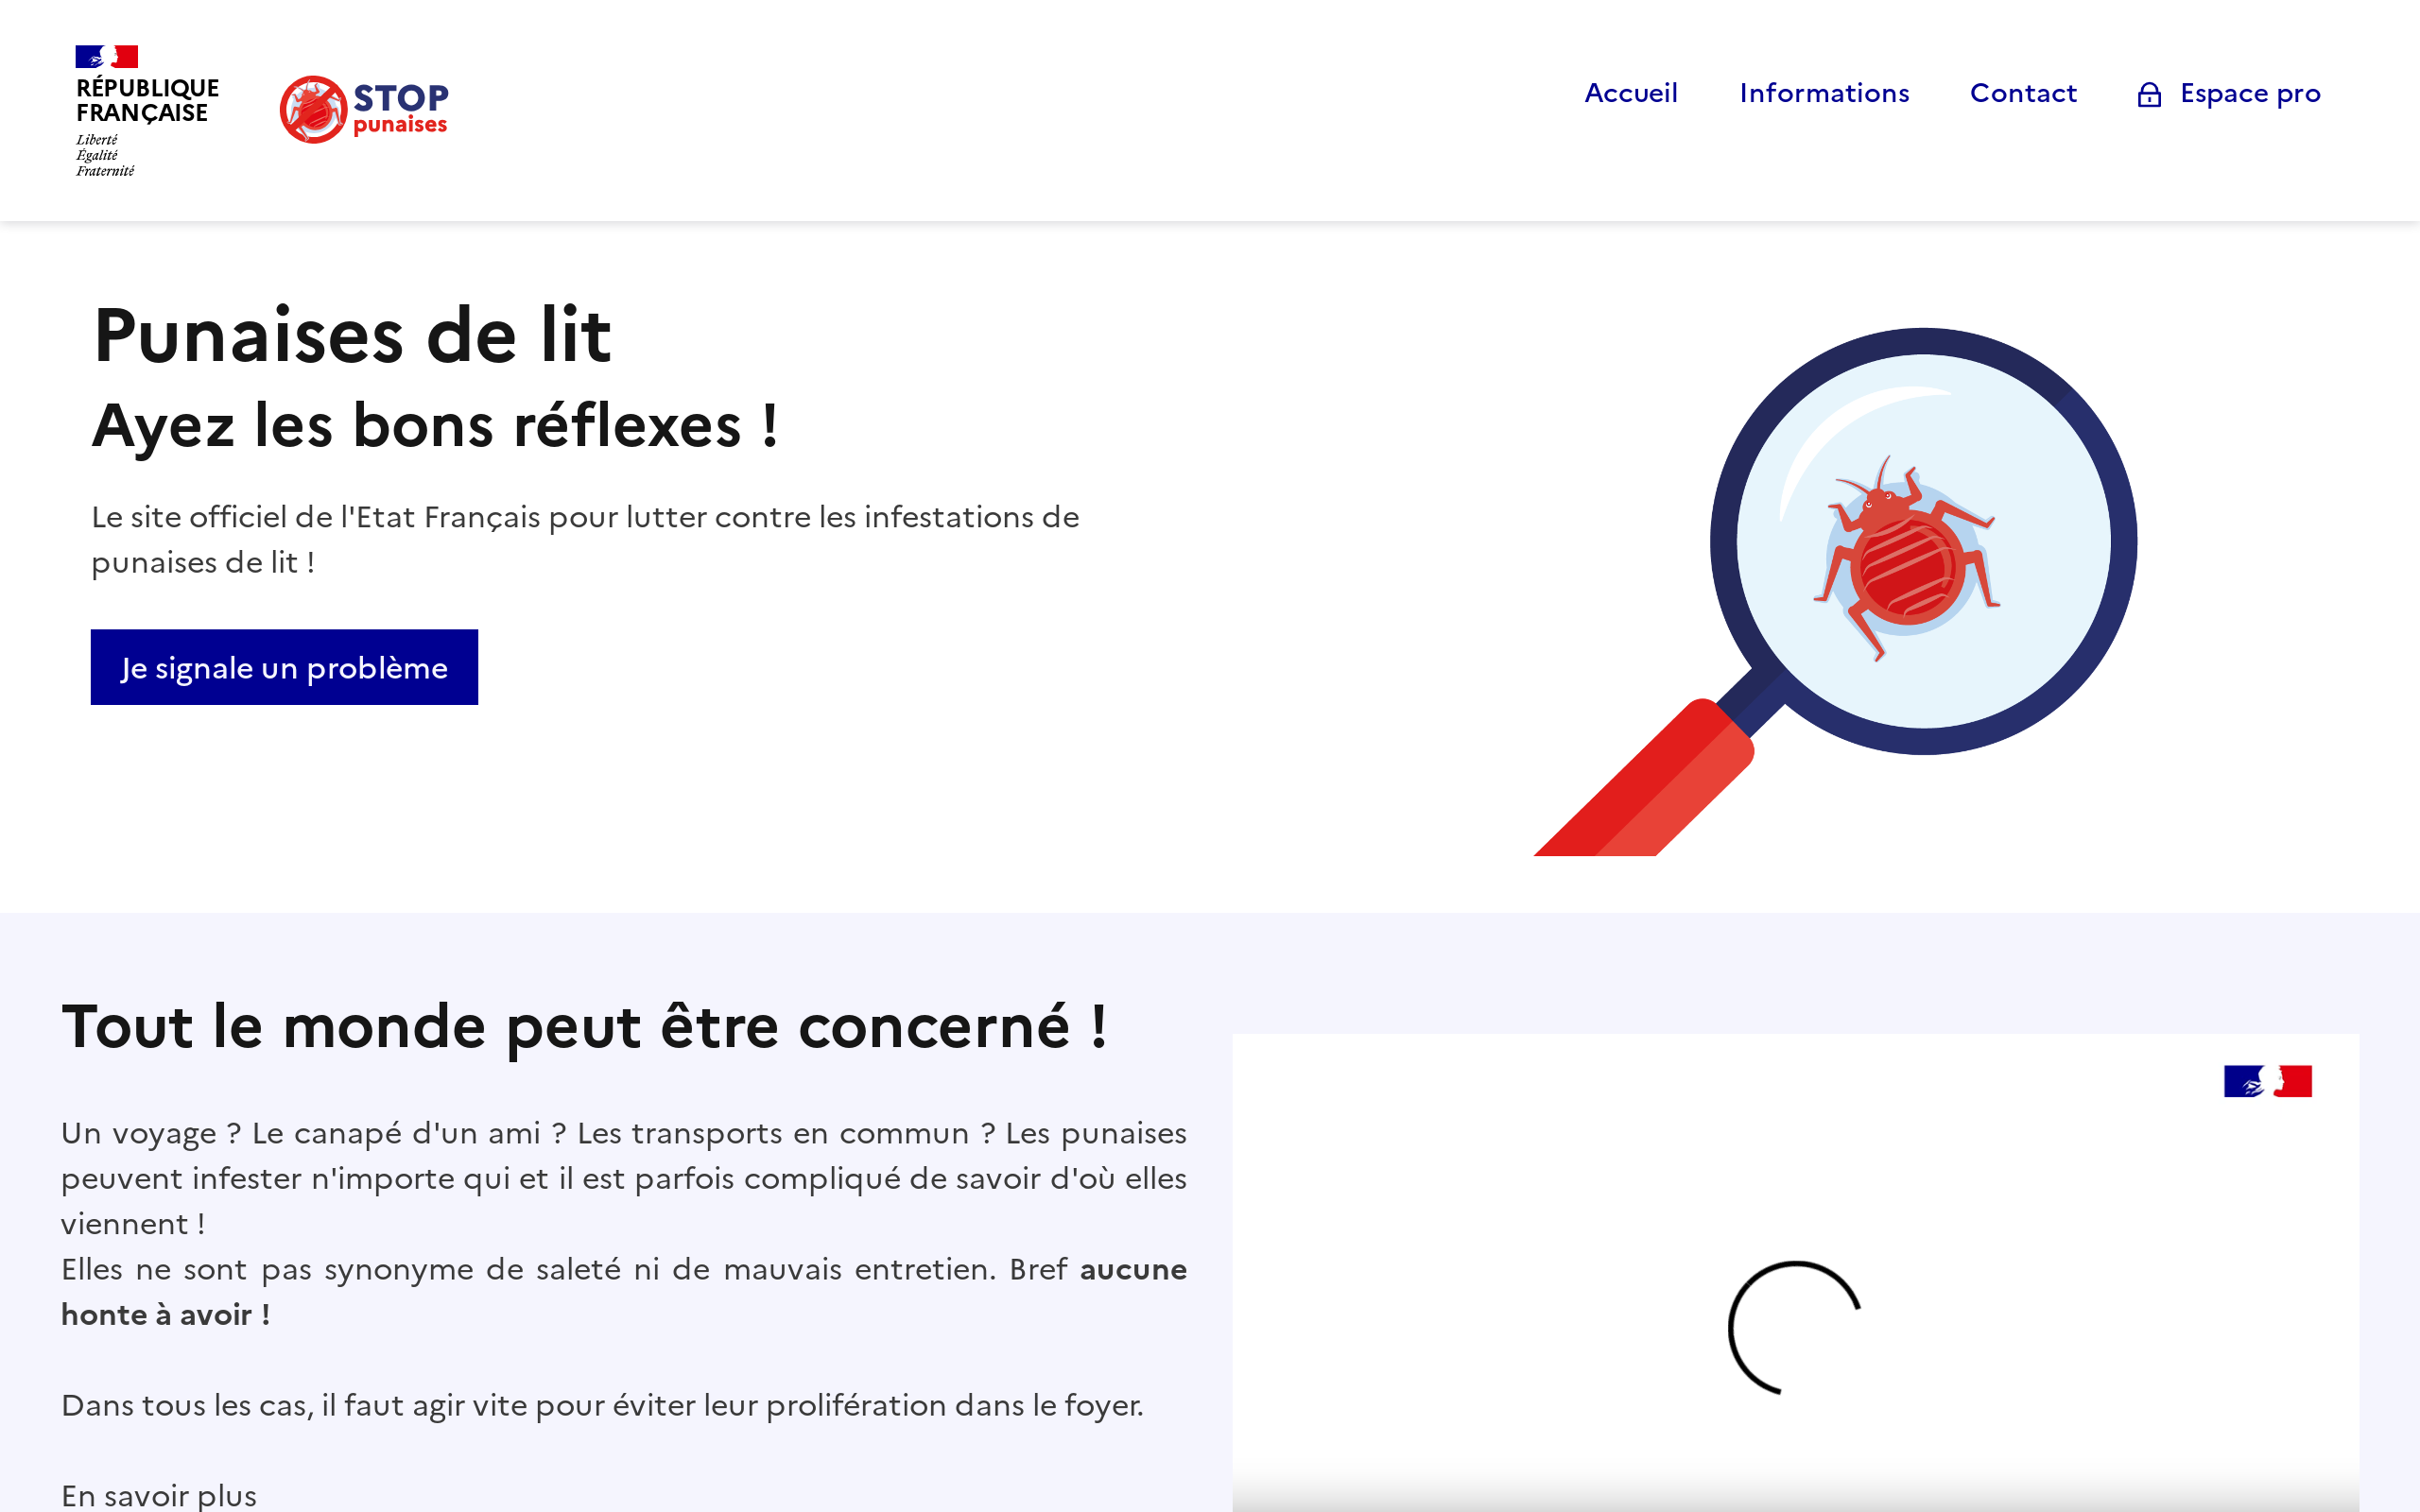 RÉPUBLIQUE
FRANÇAISE
Liberté
Égalité
Fraternité
STOP
punaises
Accueil
Informations
Contact
Espace pro
Punaises de lit
Ayez les bons réflexes !
Le site officiel de l'Etat Français pour lutter contre les infestations de
punaises de lit !
Je signale un problème
Tout le monde peut être concerné !
Un voyage ? Le canapé d'un ami ? Les transports en commun ? Les punaises
peuvent infester n'importe qui et il est parfois compliqué de savoir d'où elles
viennent !
Elles ne sont pas synonyme de saleté ni de mauvais entretien. Bref aucune
honte à avoir !
Dans tous les cas, il faut agir vite pour éviter leur prolifération dans le foyer.
En savoir plus